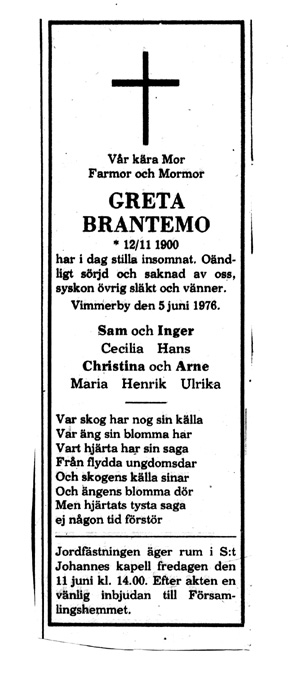 Vår kära Mor
Farmor och Mormor
GRETA
BRANTEMO
* 12/11 1900
har i dag stilla insomnat. Oänd-
ligt sörjd och saknad av oss,
syskon övrig släkt och vänner.
Vimmerby den 5 juni 1976.
Sam och Inger
Cecilia Hans
Christina och Arne
Maria Henrik Ulrika
Var skog har nog sin källa
Var äng sin blomma har
Vart hjärta har sin saga
Från flydda ungdomsdar
Och skogens källa sinar
Och ängens blomma dör
Men hjärtats tysta saga
ej någon tid förstör
Jordfästningen äger rum i S:t
Johannes kapell fredagen den
11 juni kl. 14.00. Efter akten en
vänlig inbjudan till Försam-
lingshemmet.